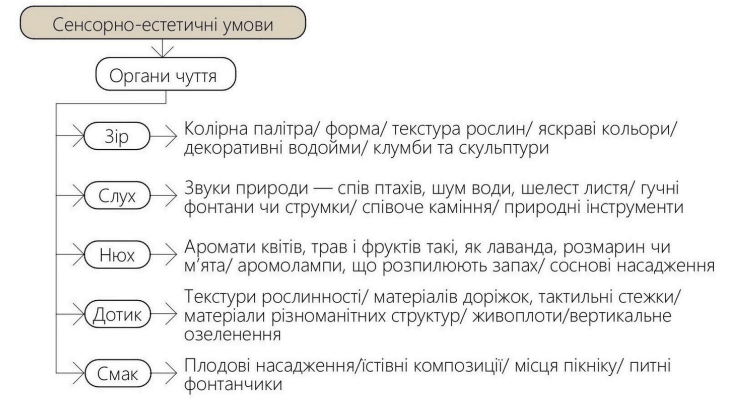 Сенсорно-естетичні умови
Органи чуття
Зір
Колірна палітра/ форма/ текстура рослин/ яскраві кольори/
декоративні водойми/ клумби та скульптури
Слух
Звуки природи — спів птахів, шум води, шелест листя/ гучні
фонтани чи струмки/ співоче каміння/ природні інструменти
Нюх
Аромати квітів, трав і фруктів такі, як лаванда, розмарин чи
м’ята/ аромолампи, що розпилюють запах/ соснові насадження
Дотик
Текстури рослинності/ матеріалів доріжок, тактильні стежки/
матеріали різноманітних структур/ живоплоти/вертикальне
озеленення
Смак
Плодові насадження/їстівні композиції/ місця пікніку/ питні
фонтанчики